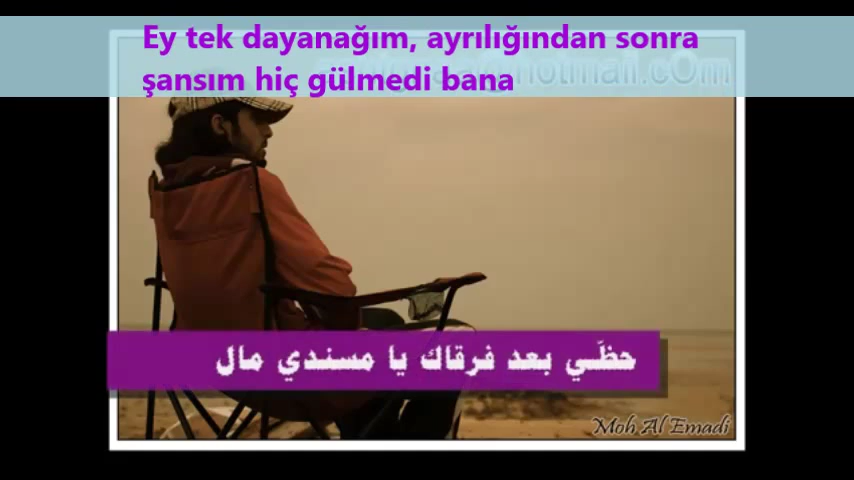 Ey tek dayanağım, ayrılığından sonra
şansım hiç gülmedi bana
حظّي بعد فرقاك يا مسندي مال
Moh Al Emadi